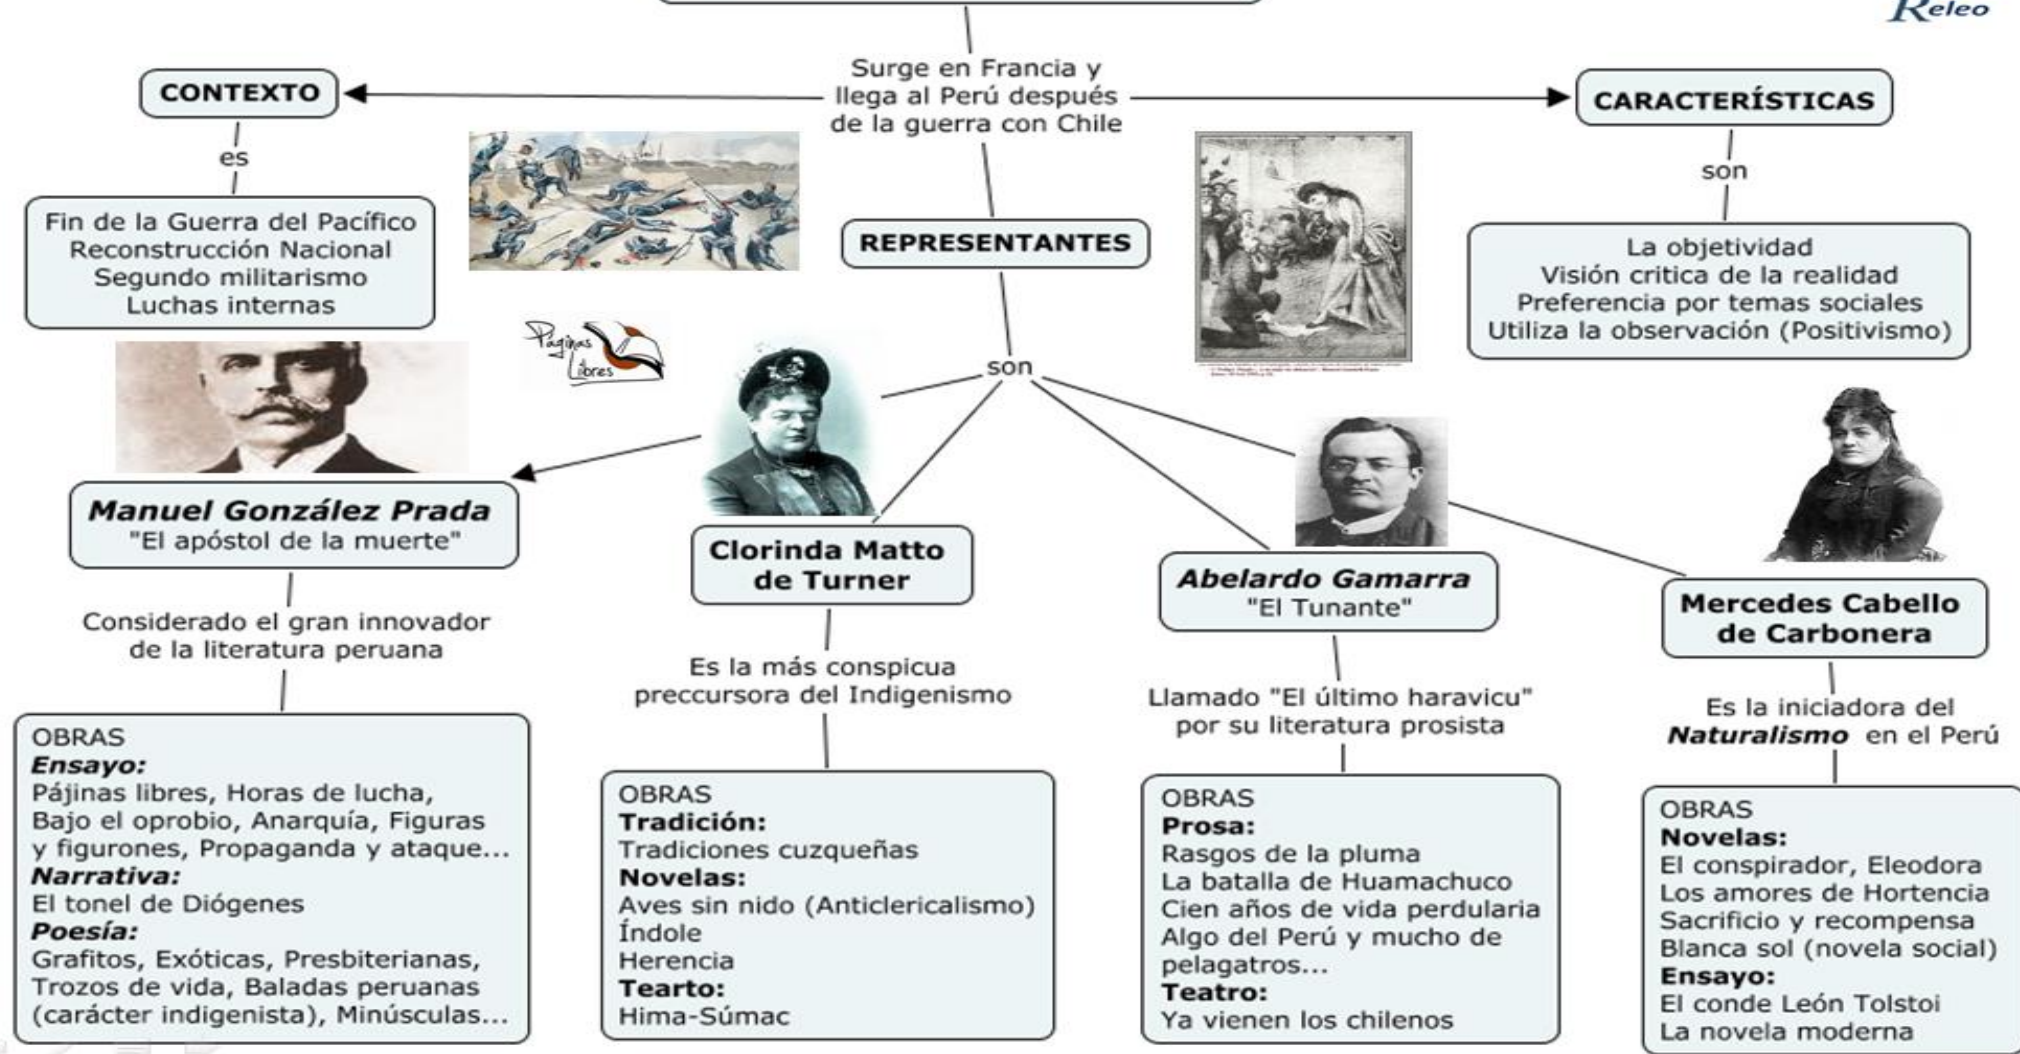 Releo
Surge en Francia y
llega al Perú después
de la guerra con Chile
CONTEXTO
es
Fin de la Guerra del Pacífico
Reconstrucción Nacional
Segundo militarismo
Luchas internas
CARACTERÍSTICAS
son
La objetividad
Visión critica de la realidad
Preferencia por temas sociales
Utiliza la observación (Positivismo)
REPRESENTANTES
son
Páginas
Libres
Manuel González Prada
"El apóstol de la muerte"
Considerado el gran innovador
de la literatura peruana
OBRAS
Ensayo:
Pájinas libres, Horas de lucha,
Bajo el oprobio, Anarquía, Figuras
y figurones, Propaganda y ataque...
Narrativa:
El tonel de Diógenes
Poesía:
Grafitos, Exóticas, Presbiterianas,
Trozos de vida, Baladas peruanas
(carácter indigenista), Minúsculas...
Clorinda Matto
de Turner
Es la más conspicua
preccursora del Indigenismo
OBRAS
Tradición:
Tradiciones cuzqueñas
Novelas:
Aves sin nido (Anticlericalismo)
Índole
Herencia
Tearto:
Hima-Súmac
Abelardo Gamarra
"El Tunante"
Llamado "El último haravicu"
por su literatura prosista
OBRAS
Prosa:
Rasgos de la pluma
La batalla de Huamachuco
Cien años de vida perdularia
Algo del Perú y mucho de
pelagatros...
Teatro:
Ya vienen los chilenos
Mercedes Cabello
de Carbonera
Es la iniciadora del
Naturalismo en el Perú
OBRAS
Novelas:
El conspirador, Eleodora
Los amores de Hortencia
Sacrificio y recompensa
Blanca sol (novela social)
Ensayo:
El conde León Tolstoi
La novela moderna